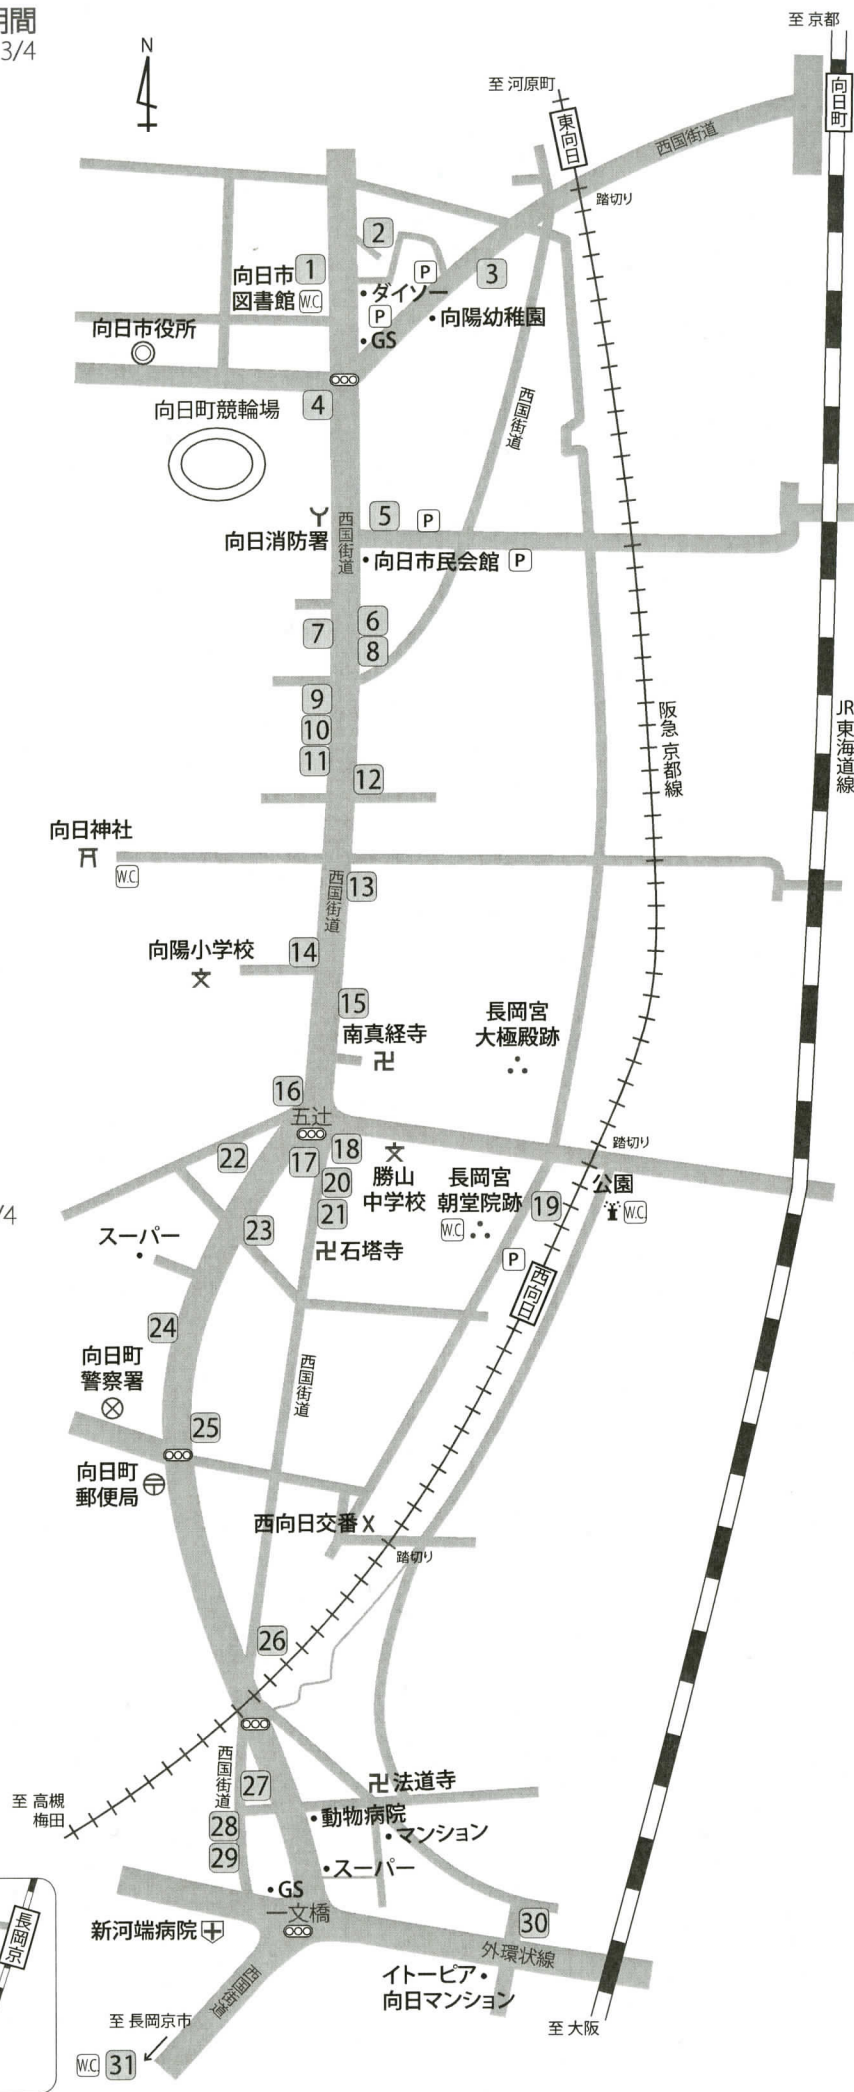 期間
3/4
至 京都
N
至 河原町
向日町
東向日
西国街道
踏切り
2
1
向日市
図書館
W.C.
P
3
ダイソー
P
向陽幼稚園
GS
向日市役所
4
向日町競輪場
西国街道
5
P
向日消防署
西国街道
向日市民会館
P
6
7
8
9
10
11
12
阪急 京都線
JR東海道線
向日神社
W.C.
西国街道
13
向陽小学校
文
14
15
南真経寺
卍
長岡宮
大極殿跡
16
五辻
踏切り
17
18
文
勝山
中学校
22
20
21
長岡宮
朝堂院跡
W.C.
19
公園
W.C.
/4
スーパー
23
卍石塔寺
P
西向日
24
向日町
警察署
西国街道
25
向日町
郵便局
西向日交番
X
踏切り
26
至 高槻
梅田
西国街道
27
卍法道寺
28
動物病院
マンション
29
スーパー
GS
一文橋
新河端病院
30
外環状線
イトーピア
向日マンション
西国街道
至 長岡京市
至 大阪
W.C.
31
長岡京